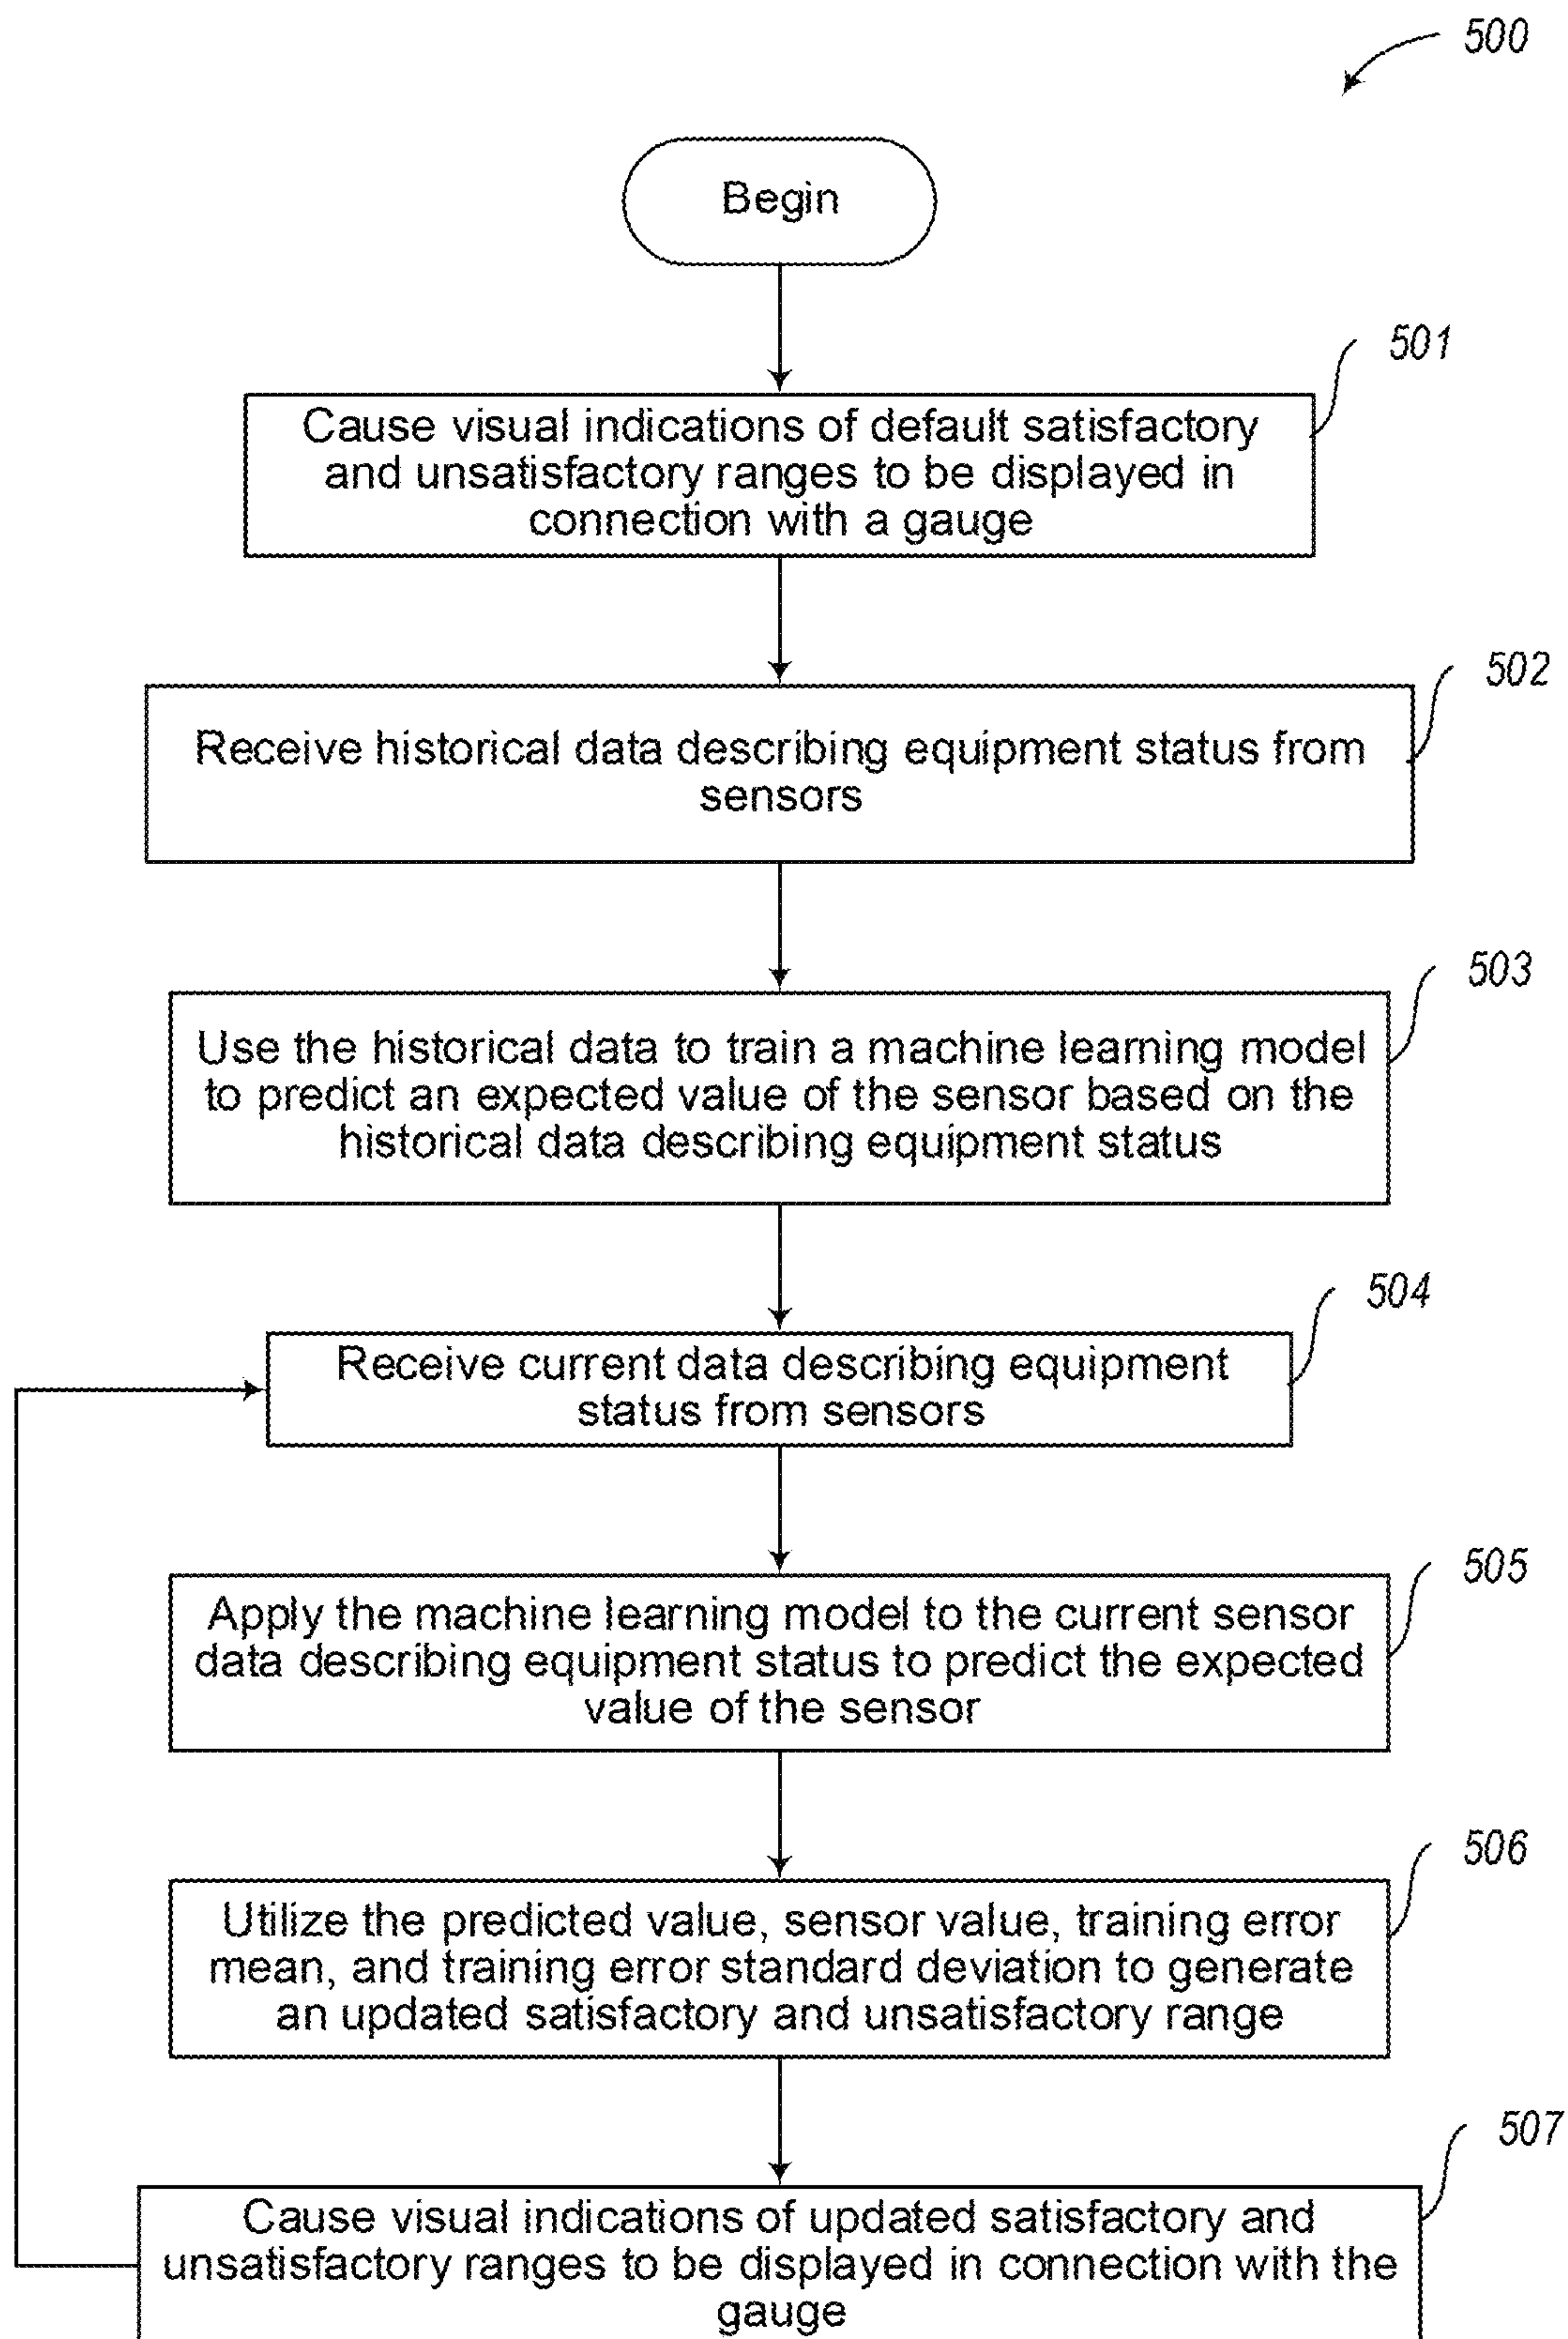 500
Begin
501
Cause visual indications of default satisfactory
and unsatisfactory ranges to be displayed in
connection with a gauge
502
Receive historical data describing equipment status from
sensors
503
Use the historical data to train a machine learning model
to predict an expected value of the sensor based on the
historical data describing equipment status
504
Receive current data describing equipment
status from sensors
505
Apply the machine learning model to the current sensor
data describing equipment status to predict the expected
value of the sensor
506
Utilize the predicted value, sensor value, training error
mean, and training error standard deviation to generate
an updated satisfactory and unsatisfactory range
507
Cause visual indications of updated satisfactory and
unsatisfactory ranges to be displayed in connection with the
gauge